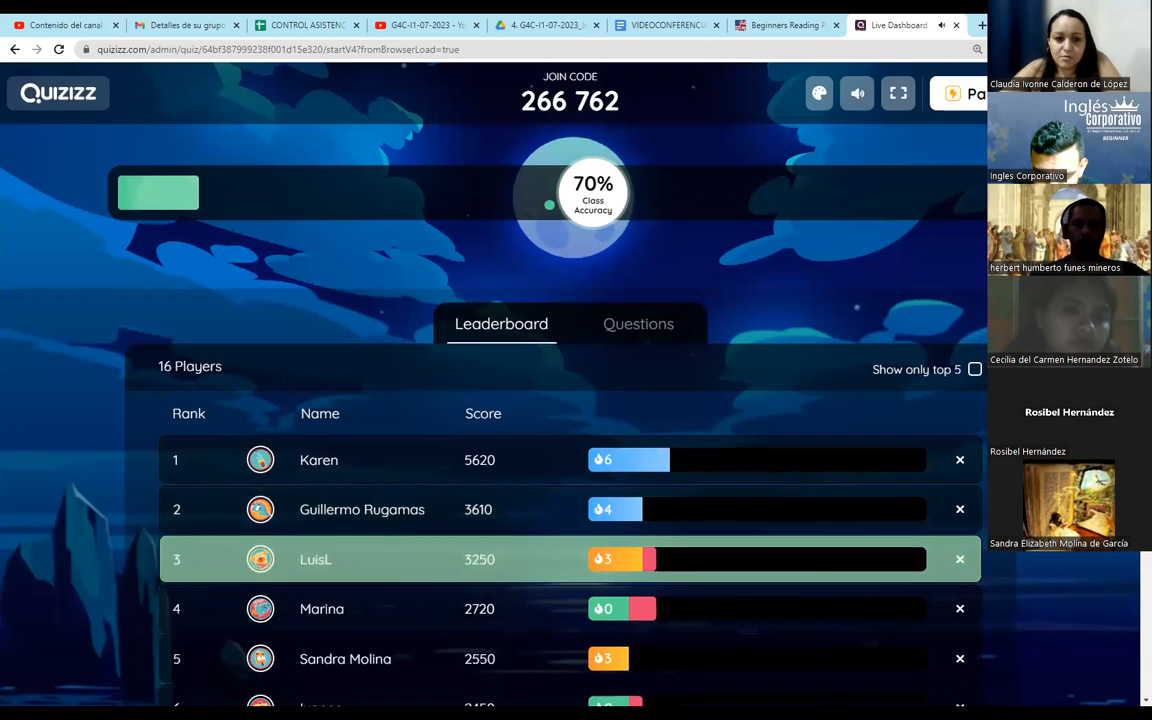 Contenido del canal
Detalles de su grupo
CONTROL ASISTENC
G4C-I1-07-2023 - Yo
4. G4C-I1-07-2023_
VIDEOCONFERENCIA
Beginners Reading P
Live Dashboard
quizizz.com/admin/quiz/64bf387999238f001d15e320/startV4?fromBrowserLoad=true
Quizizz
JOIN CODE
266 762
Pa
70%
Class
Accuracy
Leaderboard
Questions
16 Players
Show only top 5
Rank Name Score
1 Karen 5620 6
2 Guillermo Rugamas 3610 4
3 LuisL 3250 3
4 Marina 2720 0
5 Sandra Molina 2550 3
Claudia Ivonne Calderon de López
Inglés
Corporativo
BEGINNER
Ingles Corporativo
herbert humberto funes mineros
Cecilia del Carmen Hernandez Zotelo
Rosibel Hernández
Rosibel Hernández
Sandra Elizabeth Molina de García